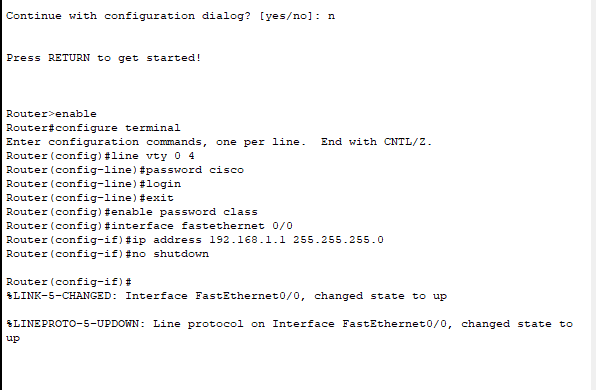 Continue with configuration dialog? [yes/no]: n
Press RETURN to get started!
Router>enable
Router#configure terminal
Enter configuration commands, one per line.  End with CNTL/Z.
Router(config)#line vty 0 4
Router(config-line)#password cisco
Router(config-line)#login
Router(config-line)#exit
Router(config)#enable password class
Router(config)#interface fastethernet 0/0
Router(config-if)#ip address 192.168.1.1 255.255.255.0
Router(config-if)#no shutdown
Router(config-if)#
%LINK-5-CHANGED: Interface FastEthernet0/0, changed state to up
%LINEPROTO-5-UPDOWN: Line protocol on Interface FastEthernet0/0, changed state to
up